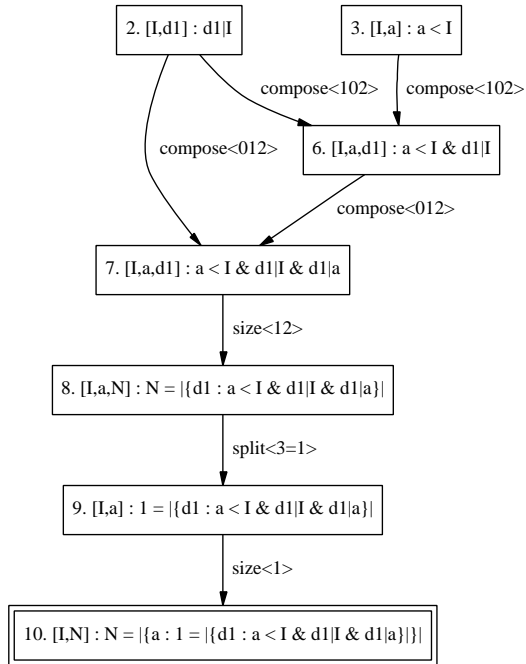 2. [I,d1] : d1|I
3. [I,a] : a < I
compose<102>
compose<102>
compose<012>
6. [I,a,d1] : a < I & d1|I
compose<012>
7. [I,a,d1] : a < I & d1|I & d1|a
size<12>
8. [I,a,N] : N = |{d1 : a < I & d1|I & d1|a}|
split<3=1>
9. [I,a] : 1 = |{d1 : a < I & d1|I & d1|a}|
size<1>
10. [I,N] : N = |{a : 1 = |{d1 : a < I & d1|I & d1|a}|}|